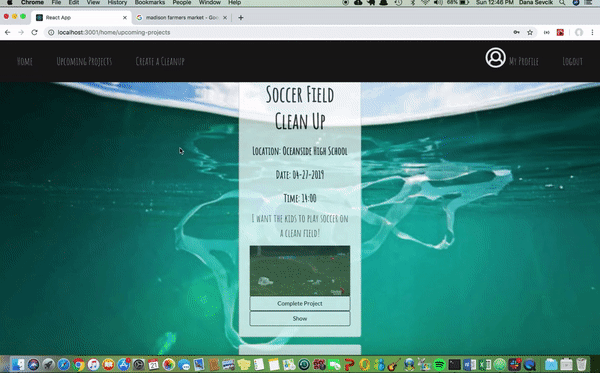 Chrome File Edit View History Bookmarks People Window Help 68% Sun 12:46 PM Dana Sevcik
React App madison farmers market - Goo
localhost:3001/home/upcoming-projects
Home Upcoming Projects Create a Cleanup My Profile Logout
Soccer Field
Clean Up
Location: Oceanside High School
Date: 04-27-2019
Time: 14:00
I want the kids to play soccer on
a clean field!
Complete Project
Show